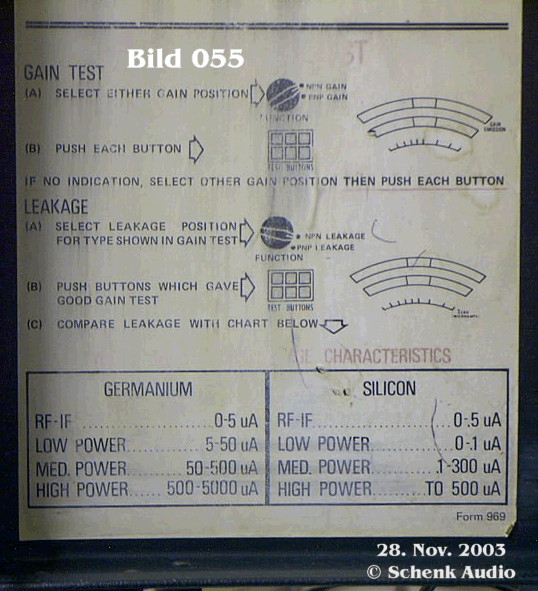 Bild 055
ST
GAIN TEST
(A) SELECT EITHER GAIN POSITION
NPN GAIN
PNP GAIN
FUNCTION
(B) PUSH EACH BUTTON
TEST BUTTONS
IF NO INDICATION, SELECT OTHER GAIN POSITION THEN PUSH EACH BUTTON
LEAKAGE
(A) SELECT LEAKAGE POSITION
FOR TYPE SHOWN IN GAIN TEST
NPN LEAKAGE
PNP LEAKAGE
FUNCTION
(B) PUSH BUTTONS WHICH GAVE
GOOD GAIN TEST
TEST BUTTONS
(C) COMPARE LEAKAGE WITH CHART BELOW
CHARACTERISTICS
GERMANIUM
RF-IF 0-5 uA
LOW POWER 5-50 uA
MED. POWER 50-500 uA
HIGH POWER 500-5000 uA
SILICON
RF-IF 0-.5 uA
LOW POWER 0-.1 uA
MED. POWER .1-300 uA
HIGH POWER TO 500 uA
Form 969
28. Nov. 2003
© Schenk Audio